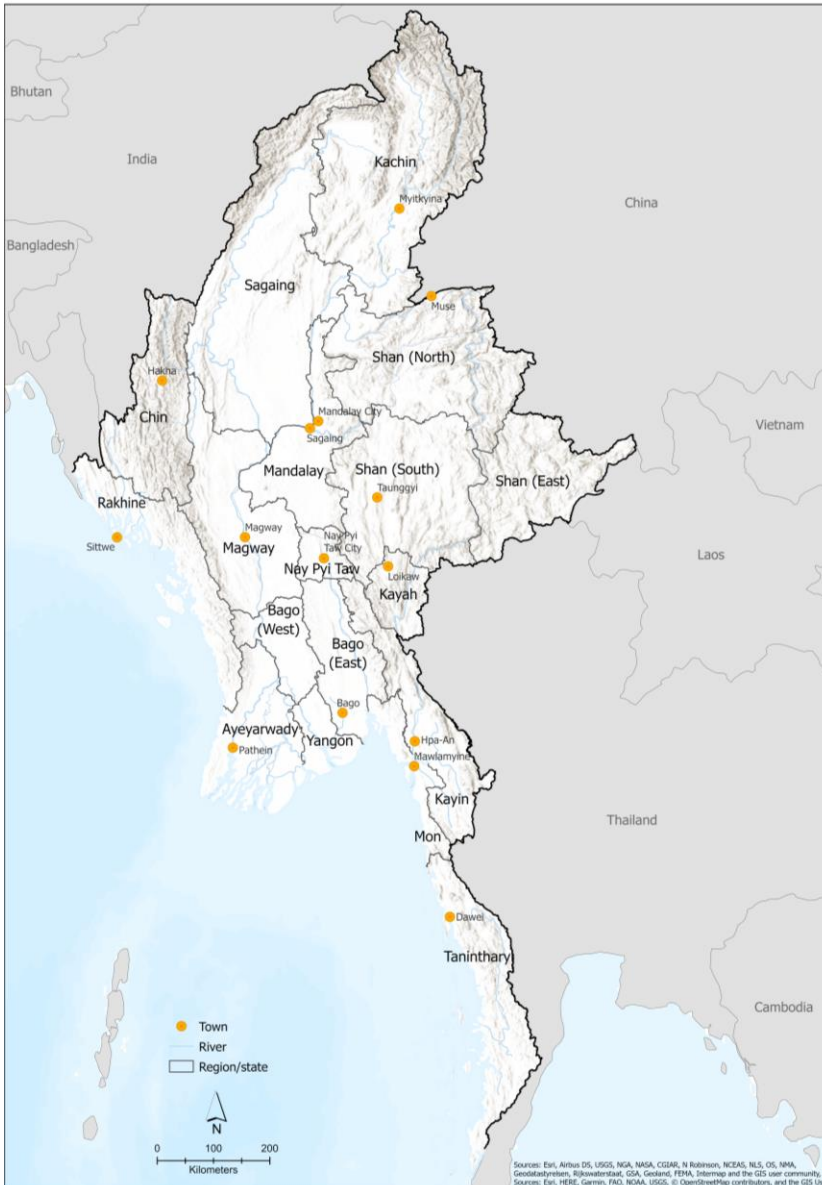 Bhutan
India
Kachin
Myitkyina
China
Bangladesh
Sagaing
Muse
Shan (North)
Hakha
Chin
Mandalay City
Sagaing
Vietnam
Mandalay
Shan (South)
Shan (East)
Taunggyi
Rakhine
Sittwe
Magway
Magway
Nay Pyi
Taw City
Nay Pyi Taw
Loikaw
Kayah
Laos
Bago
(West)
Bago
(East)
Bago
Ayeyarwady
Yangon
Pathein
Hpa-An
Mawlamyine
Kayin
Mon
Thailand
Dawei
Taninthary
Cambodia
Town
River
Region/state
N
0 100 200
Kilometers
Sources: Esri, Airbus DS, USGS, NGA, NASA, CGIAR, N Robinson, NCEAS, NLS, OS, NMA,
Geodatastyrelsen, Rijkswaterstaat, GSA, Geoland, FEMA, Intermap and the GIS user community,
Sources: Esri, HERE, Garmin, FAO, NOAA, USGS, © OpenStreetMap contributors, and the GIS Us